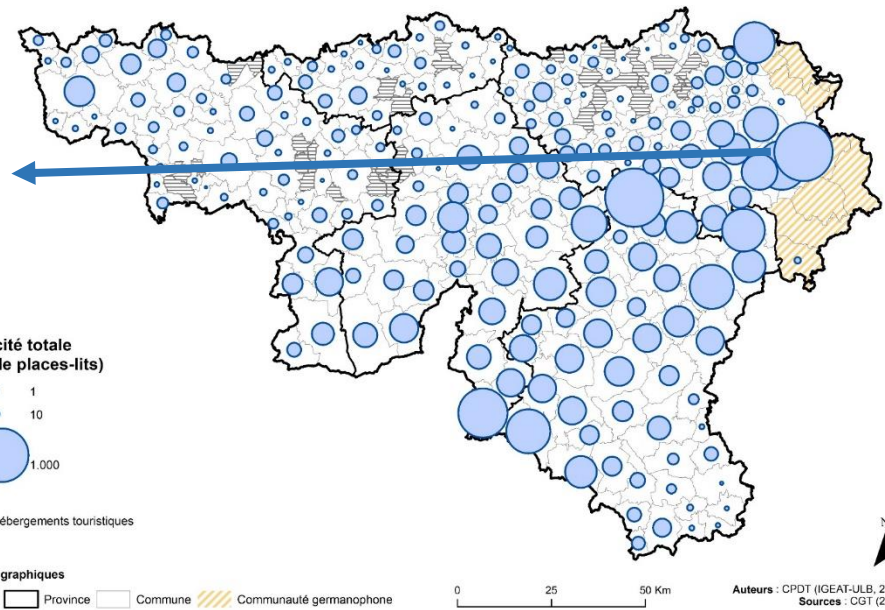 cité totale
le places-lits)
1
10
1.000
ébergements touristiques
graphiques
Province Commune Communauté germanophone
0 25 50 Km
N
Auteurs : CPDT (IGEAT-ULB, 2
Sources : CGT (2